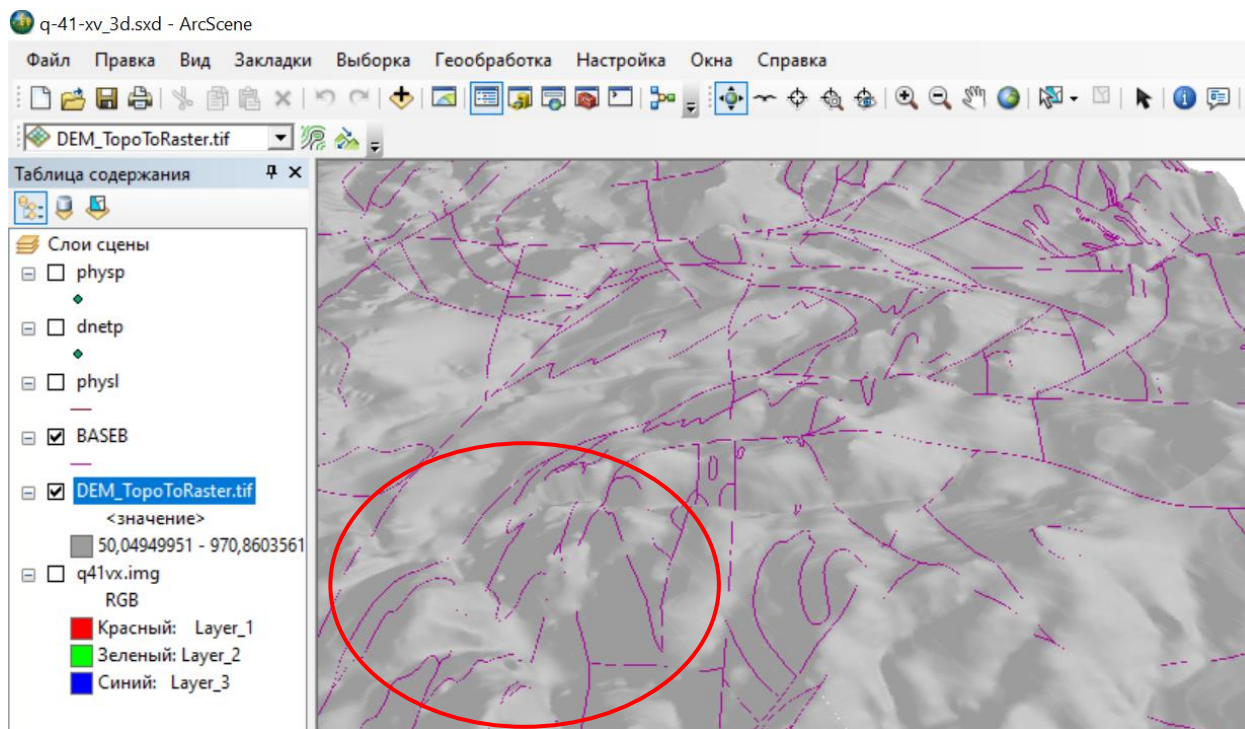 q-41-xv_3d.sxd - ArcScene
Файл Правка Вид Закладки Выборка Геообработка Настройка Окна Справка
DEM_TopoToRaster.tif
Таблица содержания
Слои сцены
physp
dnetp
physl
BASEB
DEM_TopoToRaster.tif
<значение>
50,04949951 - 970,8603561
q41vx.img
RGB
Красный: Layer_1
Зеленый: Layer_2
Синий: Layer_3